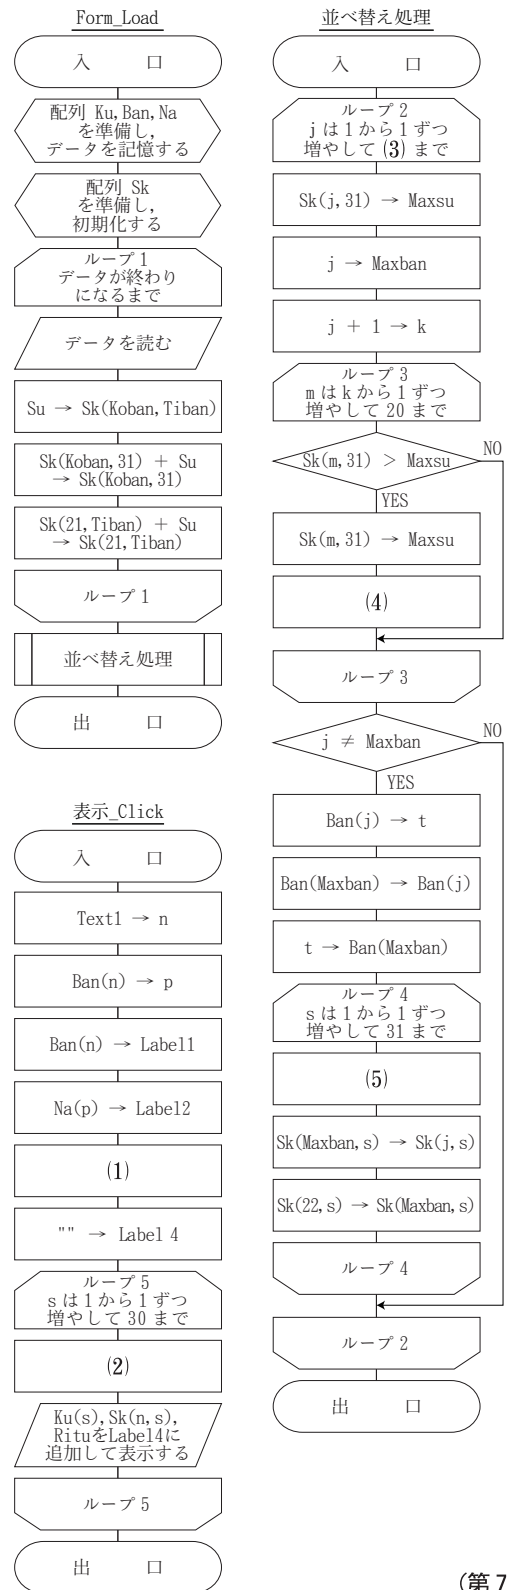 Form_Load
入　　口
配列 Ku,Ban,Na
を準備し,
データを記憶する
配列 Sk
を準備し,
初期化する
ループ 1
データが終わり
になるまで
データを読む
Su → Sk(Koban,Tiban)
Sk(Koban,31) + Su
→ Sk(Koban,31)
Sk(21,Tiban) + Su
→ Sk(21,Tiban)
ループ 1
並べ替え処理
出　　口
表示_Click
入　　口
Text1 → n
Ban(n) → p
Ban(n) → Label1
Na(p) → Label2
(1)
"" → Label 4
ループ 5
s は 1 から 1 ずつ
増やして 30 まで
(2)
Ku(s),Sk(n,s),
RituをLabel4に
追加して表示する
ループ 5
出　　口
並べ替え処理
入　　口
ループ 2
j は 1 から 1 ずつ
増やして (3) まで
Sk(j,31) → Maxsu
j → Maxban
j + 1 → k
ループ 3
m は k から 1 ずつ
増やして 20 まで
Sk(m,31) > Maxsu
NO
YES
Sk(m,31) → Maxsu
(4)
ループ 3
j ≠ Maxban
NO
YES
Ban(j) → t
Ban(Maxban) → Ban(j)
t → Ban(Maxban)
ループ 4
s は 1 から 1 ずつ
増やして 31 まで
(5)
Sk(Maxban,s) → Sk(j,s)
Sk(22,s) → Sk(Maxban,s)
ループ 4
ループ 2
出　　口
(第 7